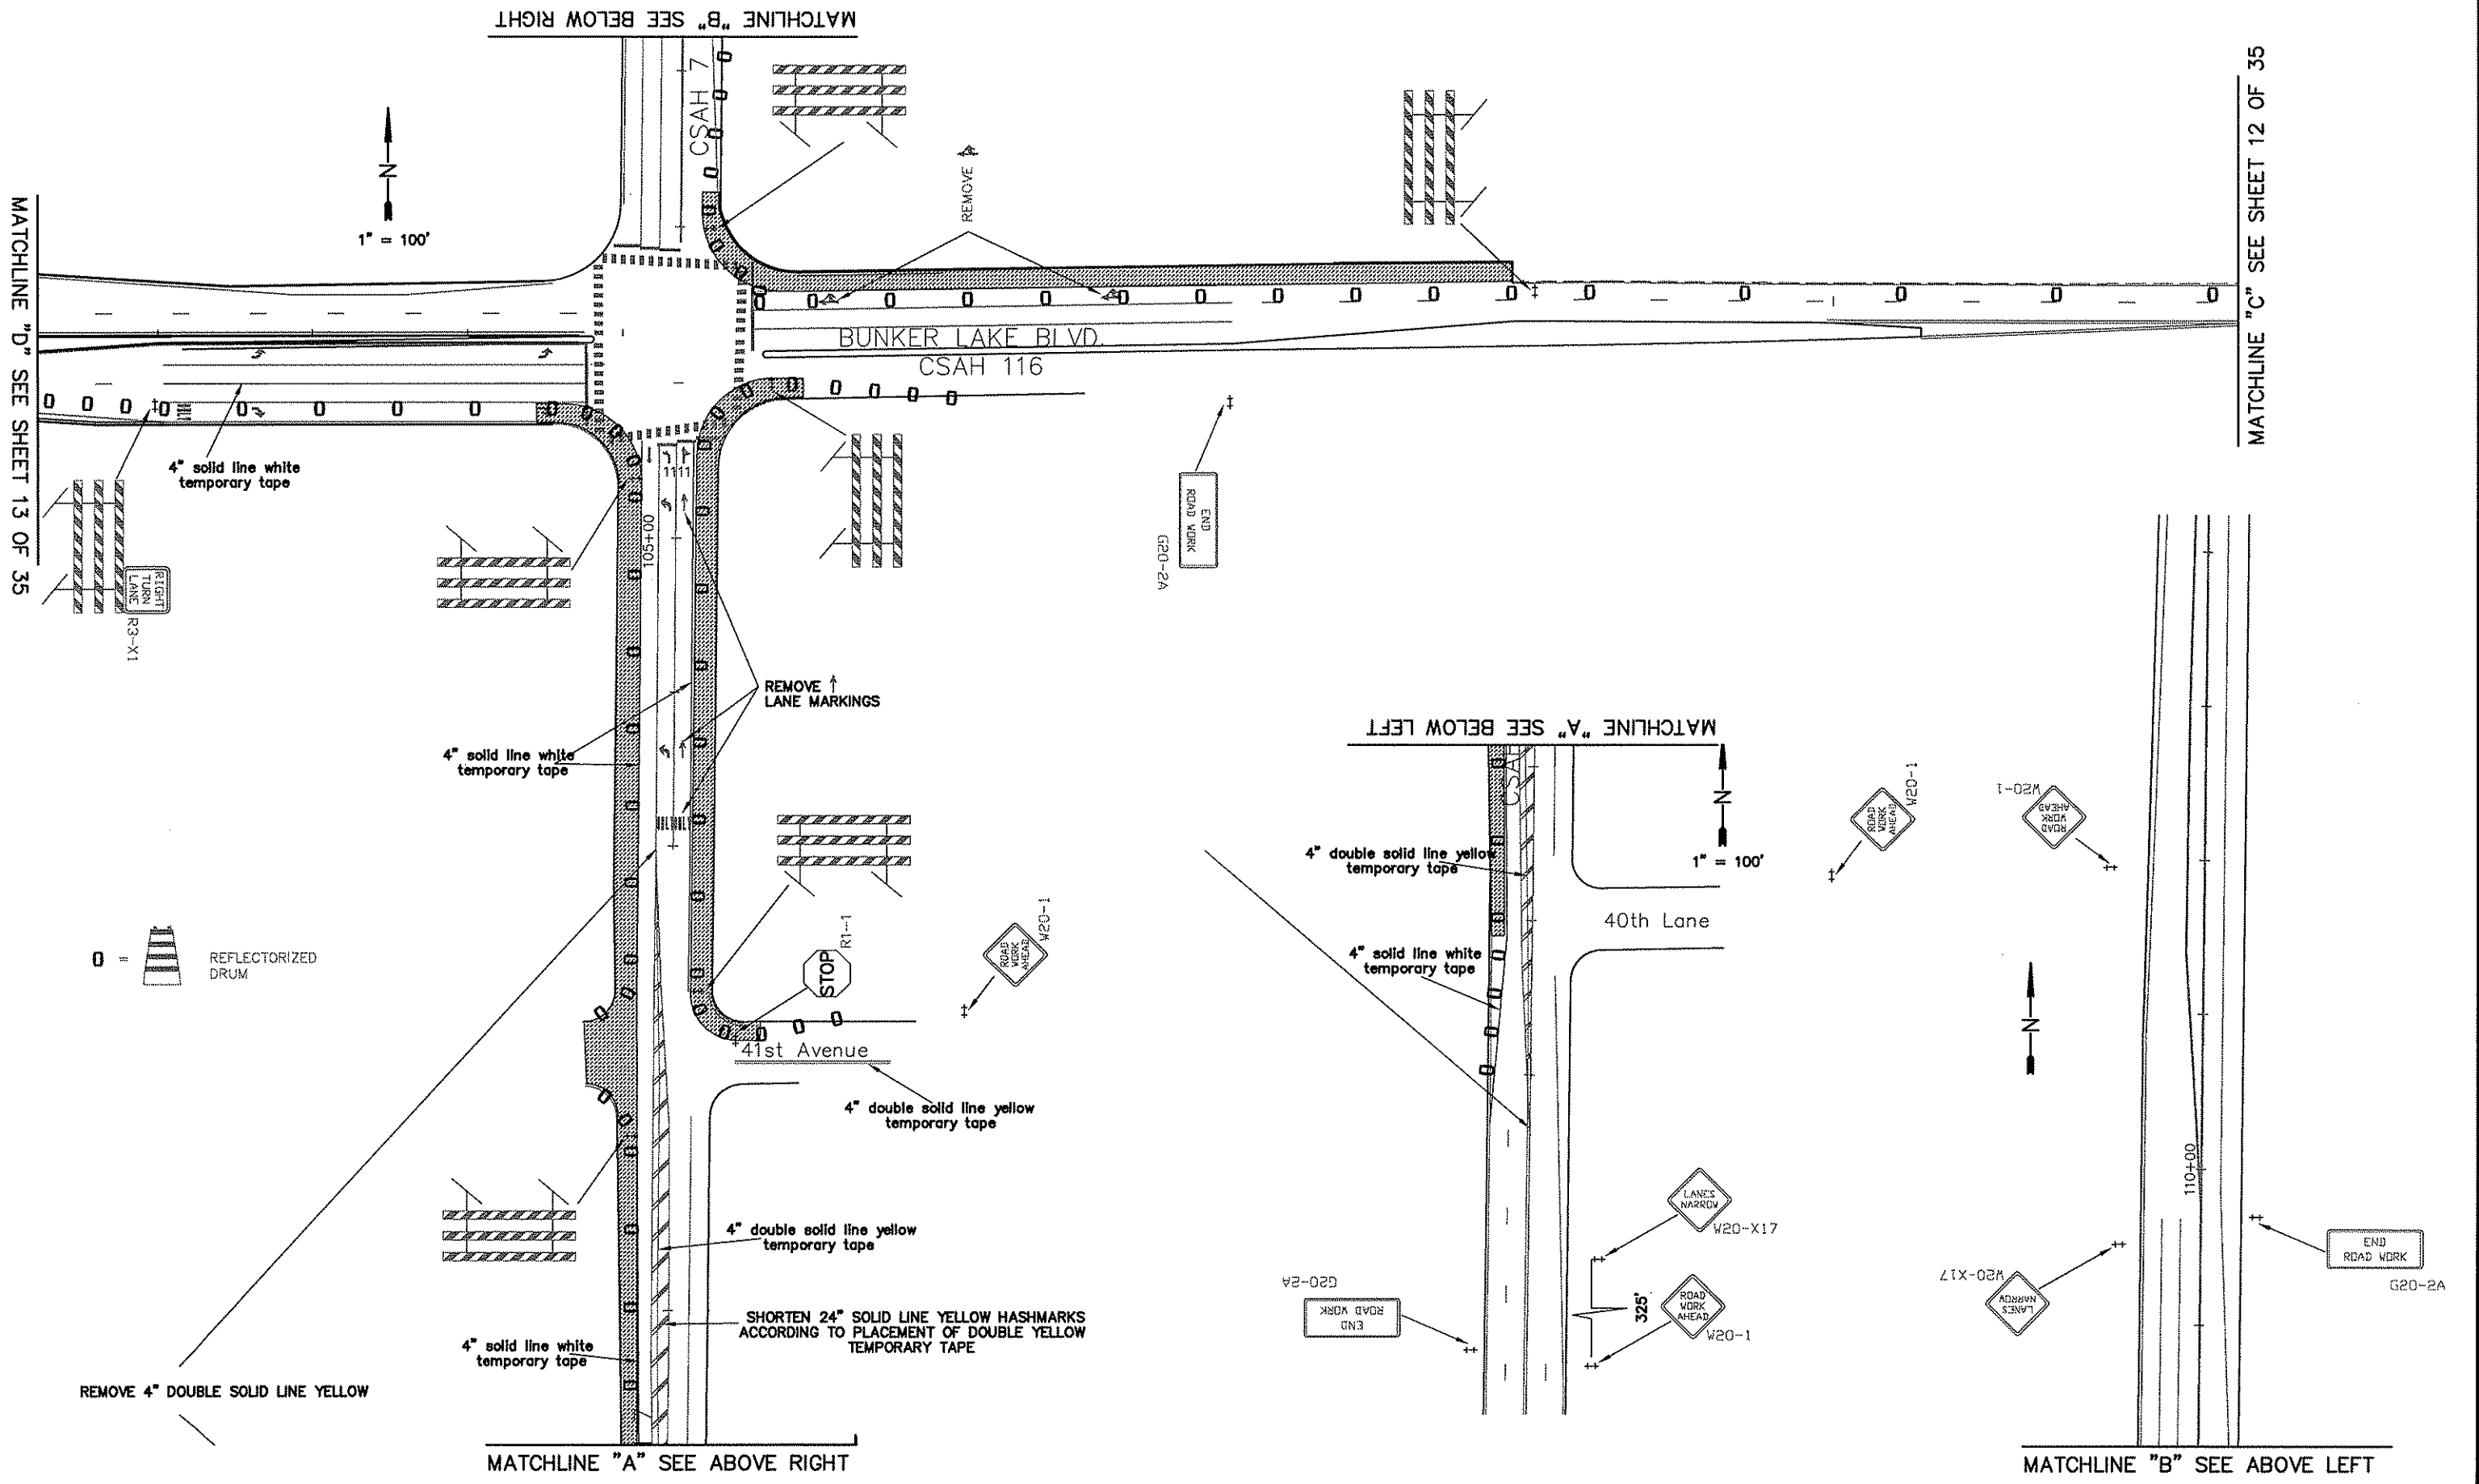 MATCHLINE "B" SEE BELOW RIGHT
CSAH 7
N
1" = 100'
REMOVE
MATCHLINE "C" SEE SHEET 12 OF 35
MATCHLINE "D" SEE SHEET 13 OF 35
BUNKER LAKE BLVD
CSAH 116
4" solid line white
temporary tape
RIGHT
TURN
LANE
R3-X1
105+00
END
ROAD WORK
G20-2A
REMOVE
LANE MARKINGS
4" solid line white
temporary tape
0 =
REFLECTORIZED
DRUM
STOP
R1-1
ROAD
WORK
AHEAD
W20-1
41st Avenue
4" double solid line yellow
temporary tape
4" double solid line yellow
temporary tape
SHORTEN 24" SOLID LINE YELLOW HASHMARKS
ACCORDING TO PLACEMENT OF DOUBLE YELLOW
TEMPORARY TAPE
4" solid line white
temporary tape
REMOVE 4" DOUBLE SOLID LINE YELLOW
MATCHLINE "A" SEE ABOVE RIGHT
MATCHLINE "A" SEE BELOW LEFT
CSAH
N
1" = 100'
4" double solid line yellow
temporary tape
40th Lane
4" solid line white
temporary tape
LANES
NARROW
W20-X17
G20-2A
END
ROAD WORK
325'
ROAD
WORK
AHEAD
W20-1
ROAD
WORK
AHEAD
W20-1
ROAD
WORK
AHEAD
W20-1
N
110+00
LANES
NARROW
W20-X17
END
ROAD WORK
G20-2A
MATCHLINE "B" SEE ABOVE LEFT